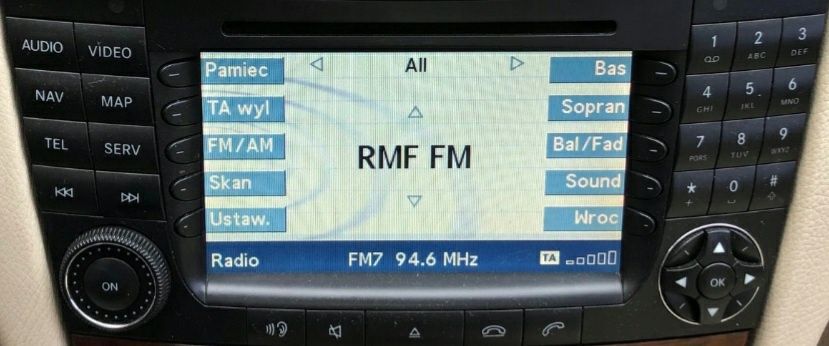 AUDIO
VIDEO
NAV
MAP
TEL
SERV
ON
Pamiec
TA wyl
FM/AM
Skan
Ustaw.
All
RMF FM
Bas
Sopran
Bal/Fad
Sound
Wroc
Radio FM7 94.6 MHz TA
1
2 ABC
3 DEF
4 GHI
5 JKL
6 MNO
7 PQRS
8 TUV
9 WXYZ
* +
0
#
OK